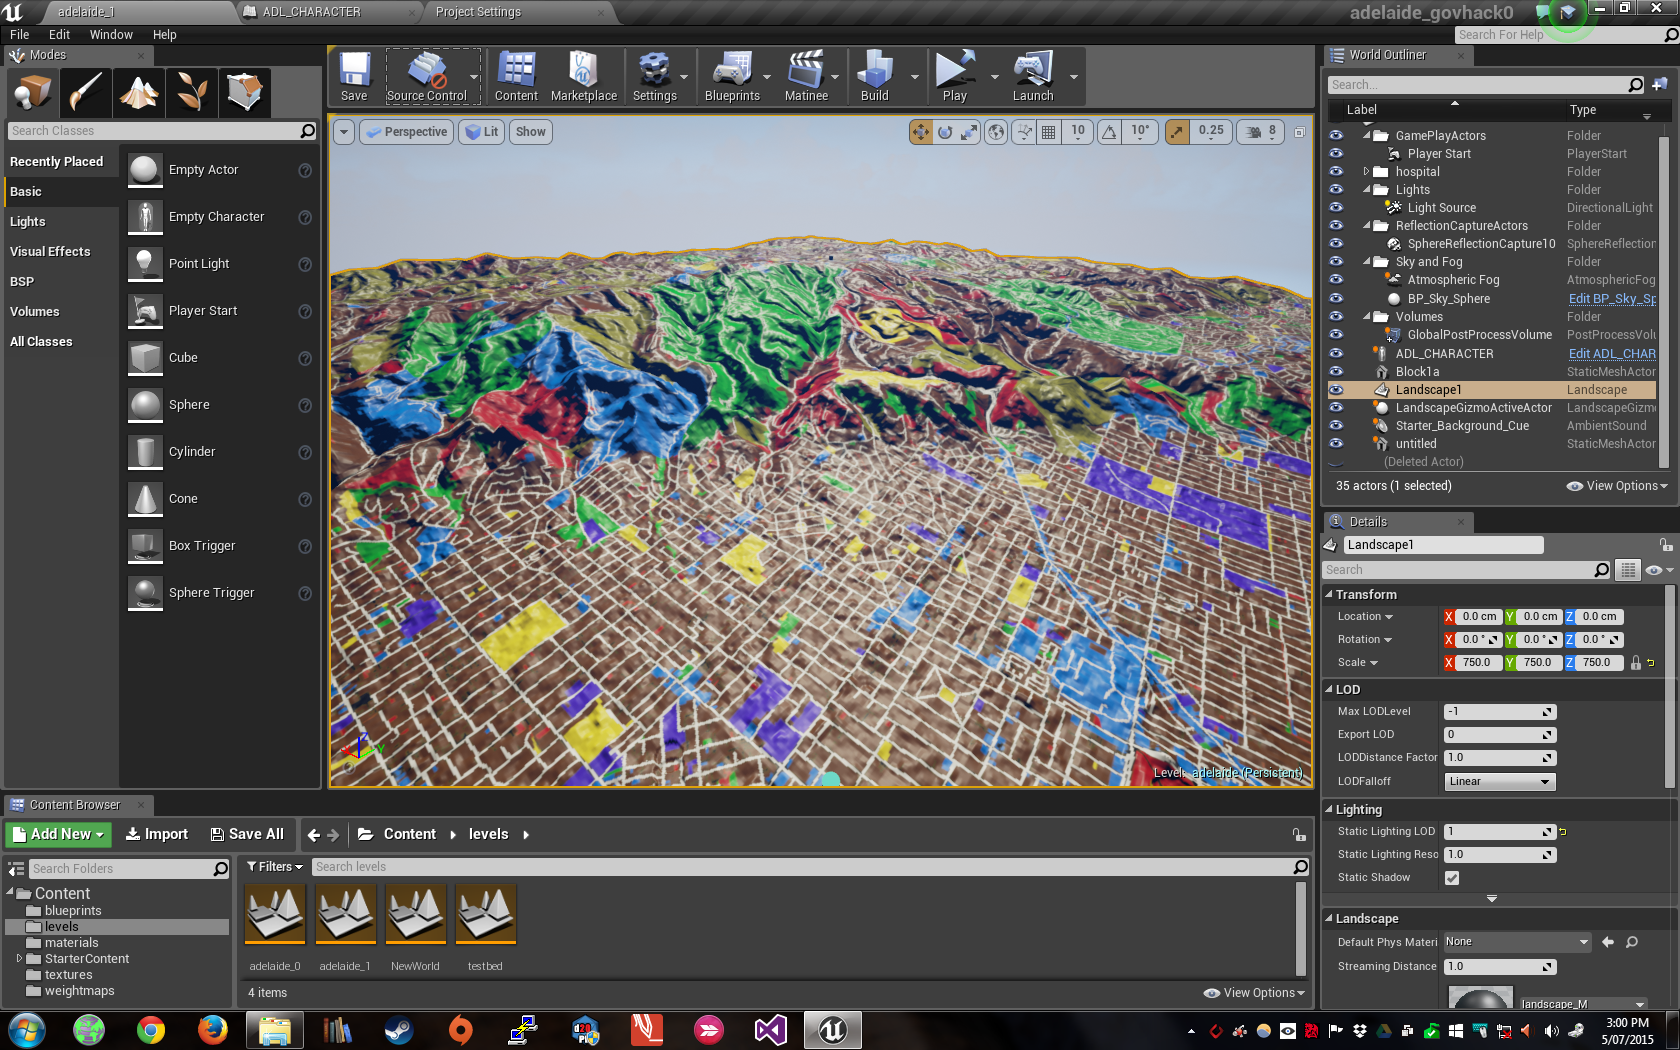 adelaide_1
ADL_CHARACTER
Project Settings
adelaide_govhack0
File Edit Window Help
Search For Help
Modes
Save
Source Control
Content
Marketplace
Settings
Blueprints
Matinee
Build
Play
Launch
World Outliner
Search...
Label Type
GamePlayActors Folder
Player Start PlayerStart
hospital Folder
Lights Folder
Light Source DirectionalLight
ReflectionCaptureActors Folder
SphereReflectionCapture10 SphereReflection
Sky and Fog Folder
Atmospheric Fog AtmosphericFog
BP_Sky_Sphere Edit BP_Sky_Sp
Volumes Folder
GlobalPostProcessVolume PostProcessVolu
ADL_CHARACTER Edit ADL_CHAR
Block1a StaticMeshActor
Landscape1 Landscape
LandscapeGizmoActiveActor LandscapeGizmo
Starter_Background_Cue AmbientSound
untitled StaticMeshActor
(Deleted Actor)
35 actors (1 selected) View Options
Search Classes
Recently Placed
Basic
Lights
Visual Effects
BSP
Volumes
All Classes
Empty Actor
Empty Character
Point Light
Player Start
Cube
Sphere
Cylinder
Cone
Box Trigger
Sphere Trigger
Perspective Lit Show
10 10° 0.25 8
Level: adelaide (Persistent)
Z
Y
Details
Landscape1
Search
Transform
Location X 0.0 cm Y 0.0 cm Z 0.0 cm
Rotation X 0.0 ° Y 0.0 ° Z 0.0 °
Scale X 750.0 Y 750.0 Z 750.0
LOD
Max LODLevel -1
Export LOD 0
LODDistance Factor 1.0
LODFalloff Linear
Lighting
Static Lighting LOD 1
Static Lighting Reso 1.0
Static Shadow
Landscape
Default Phys Materi None
Streaming Distance 1.0
landscape_M
Content Browser
Add New Import Save All Content levels
Search Folders
Filters Search levels
Content
blueprints
levels
materials
StarterContent
textures
weightmaps
adelaide_0
adelaide_1
NewWorld
testbed
4 items View Options
3:00 PM
5/07/2015